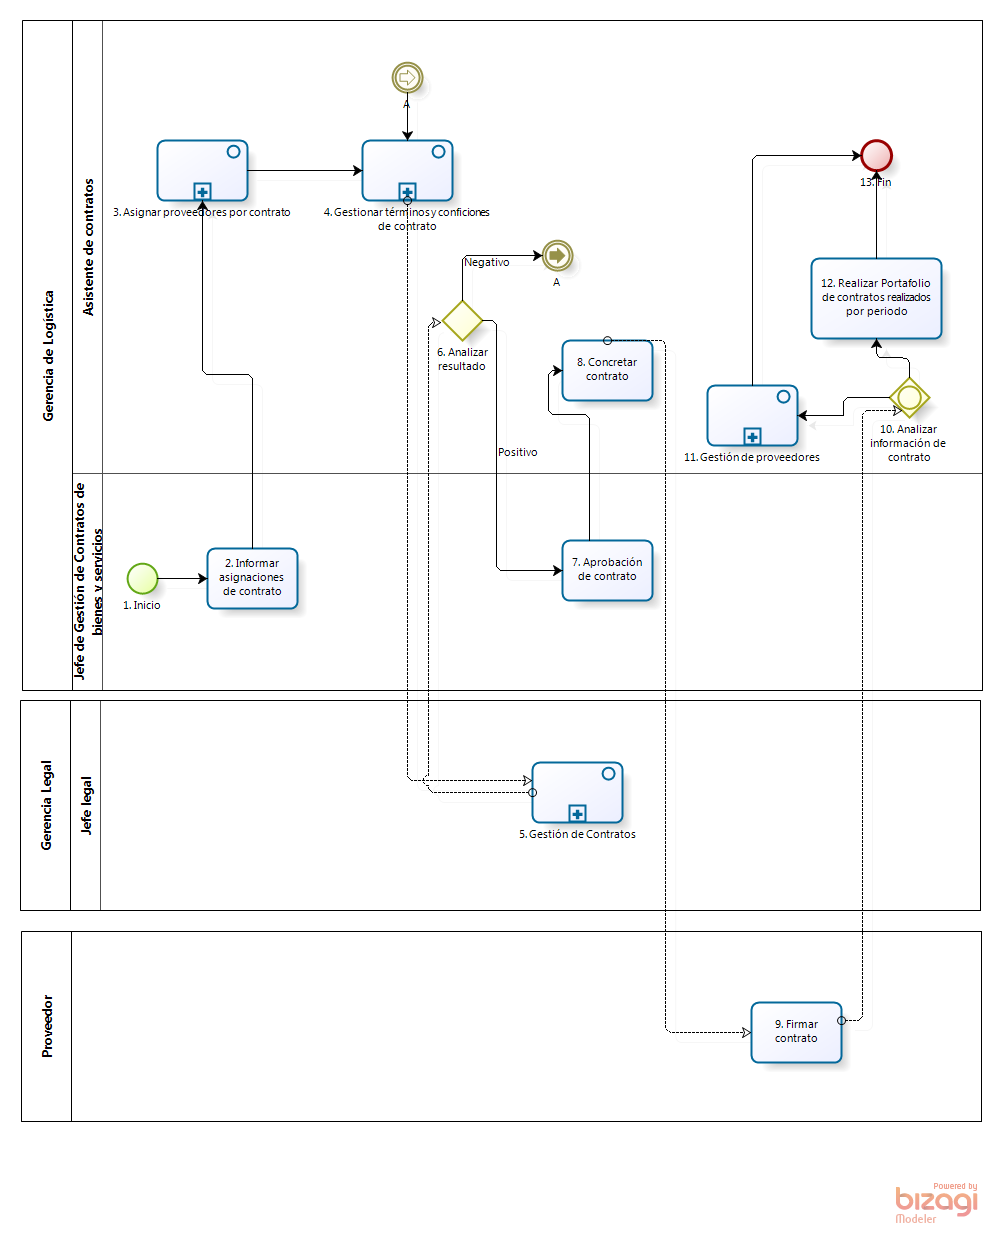 Gerencia de Logística
Asistente de contratos
A
3. Asignar proveedores por contrato
4. Gestionar términos y conficiones
de contrato
Negativo
A
6. Analizar
resultado
8. Concretar
contrato
Positivo
13. Fin
12. Realizar Portafolio
de contratos realizados
por periodo
10. Analizar
información de
contrato
11. Gestión de proveedores
Jefe de Gestión de Contratos de
bienes y servicios
1. Inicio
2. Informar
asignaciones
de contrato
7. Aprobación
de contrato
Gerencia Legal
Jefe legal
5. Gestión de Contratos
Proveedor
9. Firmar
contrato
Powered by
bizagi
Modeler